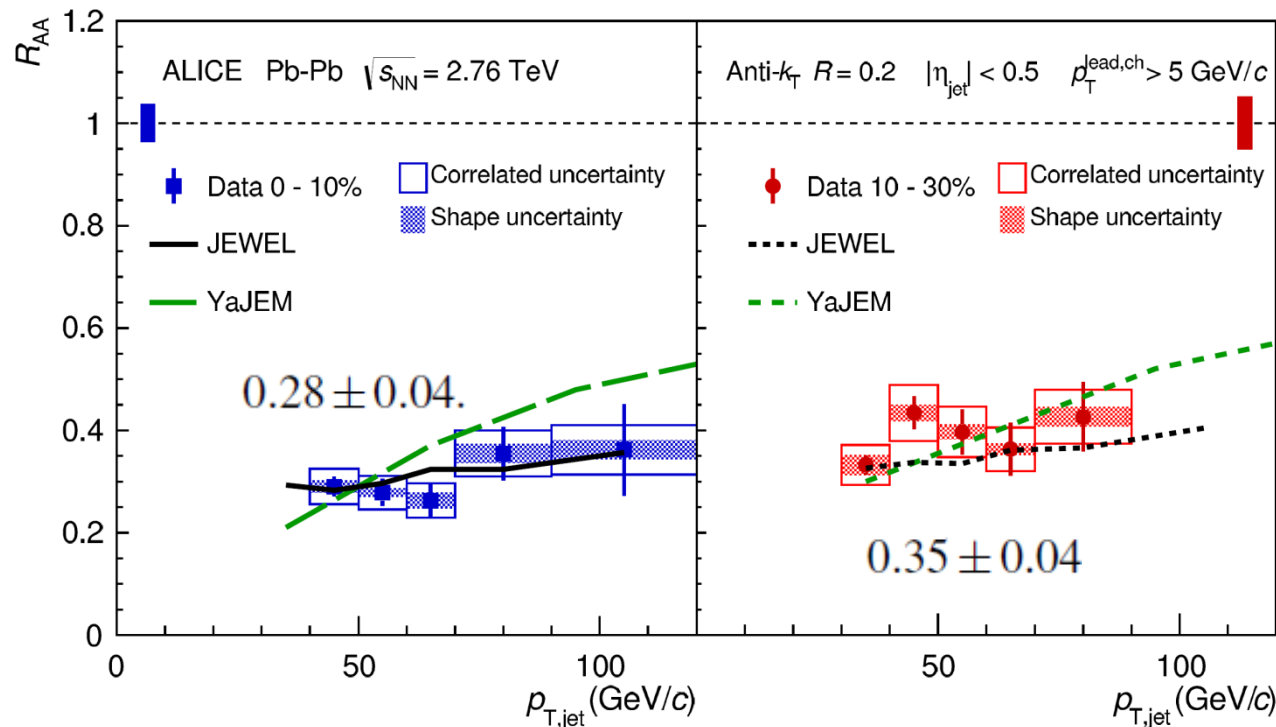 R_AA
1.2
1
0.8
0.6
0.4
0.2
0
ALICE Pb-Pb √s_NN = 2.76 TeV
Data 0 - 10%
Correlated uncertainty
Shape uncertainty
JEWEL
YaJEM
0.28 ± 0.04.
0 50 100
p_T,jet (GeV/c)
Anti-k_T R = 0.2 |η_jet| < 0.5 p_T^lead,ch > 5 GeV/c
Data 10 - 30%
Correlated uncertainty
Shape uncertainty
JEWEL
YaJEM
0.35 ± 0.04
50 100
p_T,jet (GeV/c)